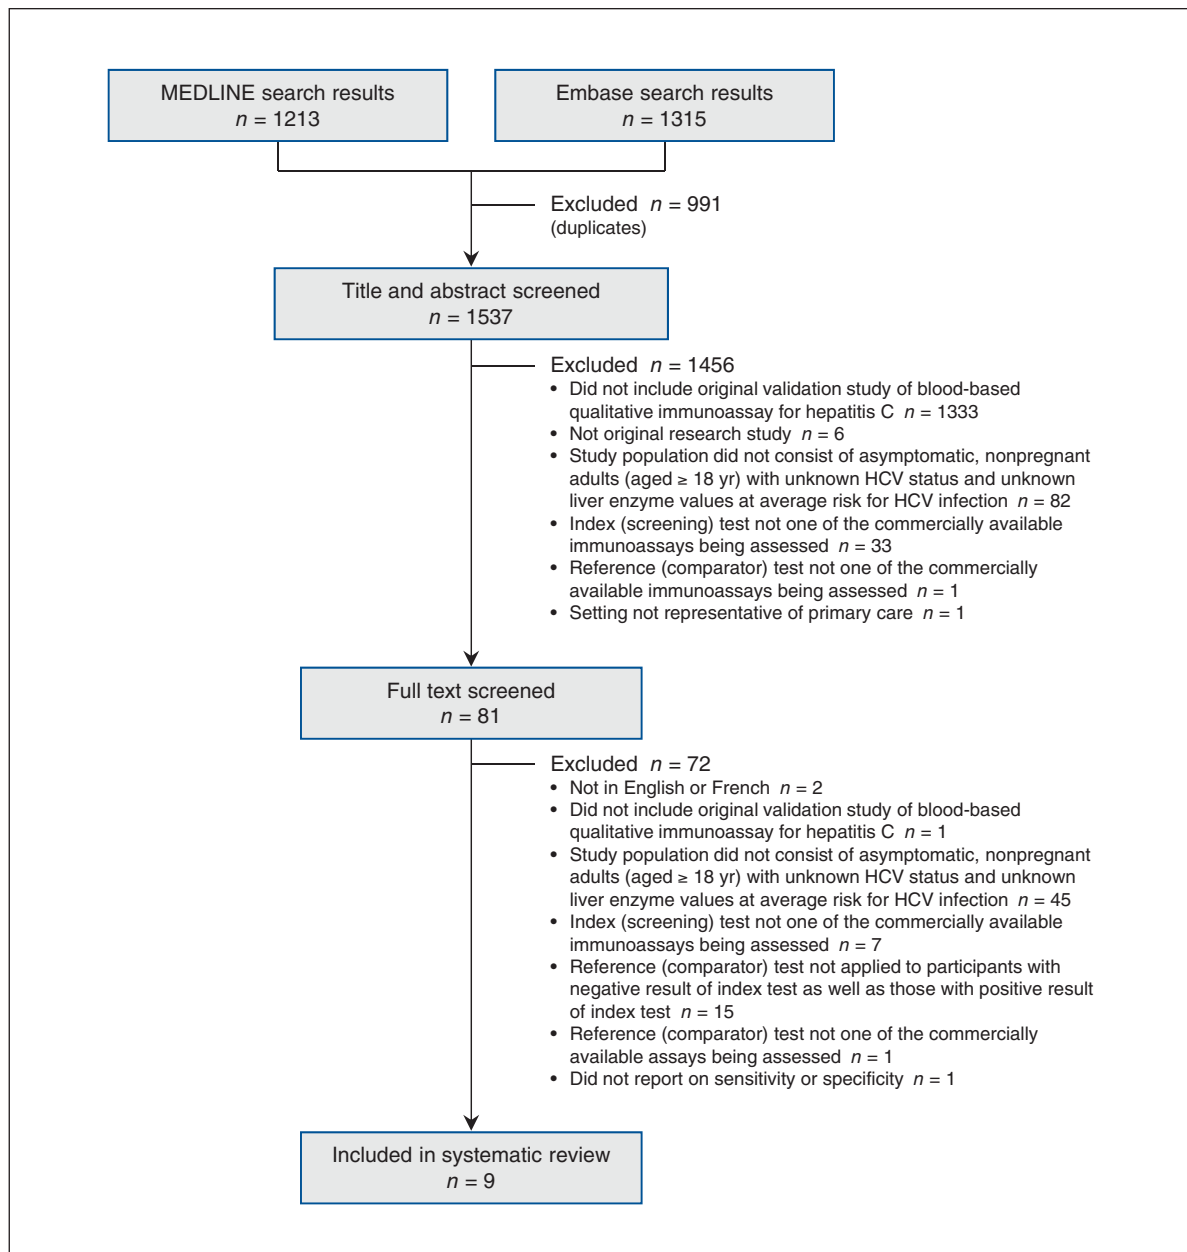 MEDLINE search results
n = 1213
Embase search results
n = 1315
Excluded n = 991
(duplicates)
Title and abstract screened
n = 1537
Excluded n = 1456
• Did not include original validation study of blood-based
qualitative immunoassay for hepatitis C n = 1333
• Not original research study n = 6
• Study population did not consist of asymptomatic, nonpregnant
adults (aged ≥ 18 yr) with unknown HCV status and unknown
liver enzyme values at average risk for HCV infection n = 82
• Index (screening) test not one of the commercially available
immunoassays being assessed n = 33
• Reference (comparator) test not one of the commercially
available immunoassays being assessed n = 1
• Setting not representative of primary care n = 1
Full text screened
n = 81
Excluded n = 72
• Not in English or French n = 2
• Did not include original validation study of blood-based
qualitative immunoassay for hepatitis C n = 1
• Study population did not consist of asymptomatic, nonpregnant
adults (aged ≥ 18 yr) with unknown HCV status and unknown
liver enzyme values at average risk for HCV infection n = 45
• Index (screening) test not one of the commercially available
immunoassays being assessed n = 7
• Reference (comparator) test not applied to participants with
negative result of index test as well as those with positive result
of index test n = 15
• Reference (comparator) test not one of the commercially
available assays being assessed n = 1
• Did not report on sensitivity or specificity n = 1
Included in systematic review
n = 9